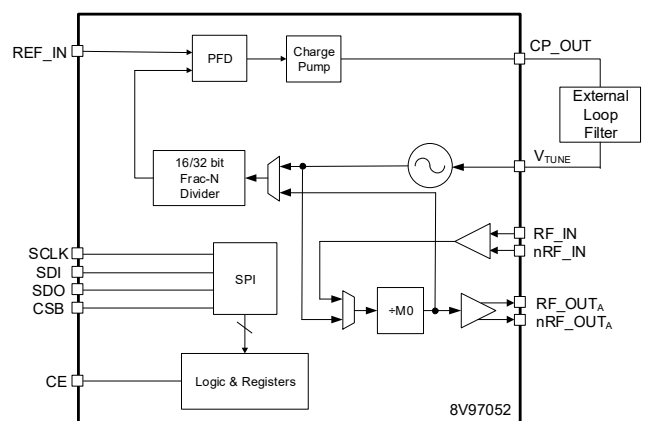 REF_IN
PFD
Charge
Pump
CP_OUT
External
Loop
Filter
16/32 bit
Frac-N
Divider
VTUNE
RF_IN
nRF_IN
SCLK
SDI
SDO
CSB
SPI
÷M0
RF_OUTA
nRF_OUTA
CE
Logic & Registers
8V97052